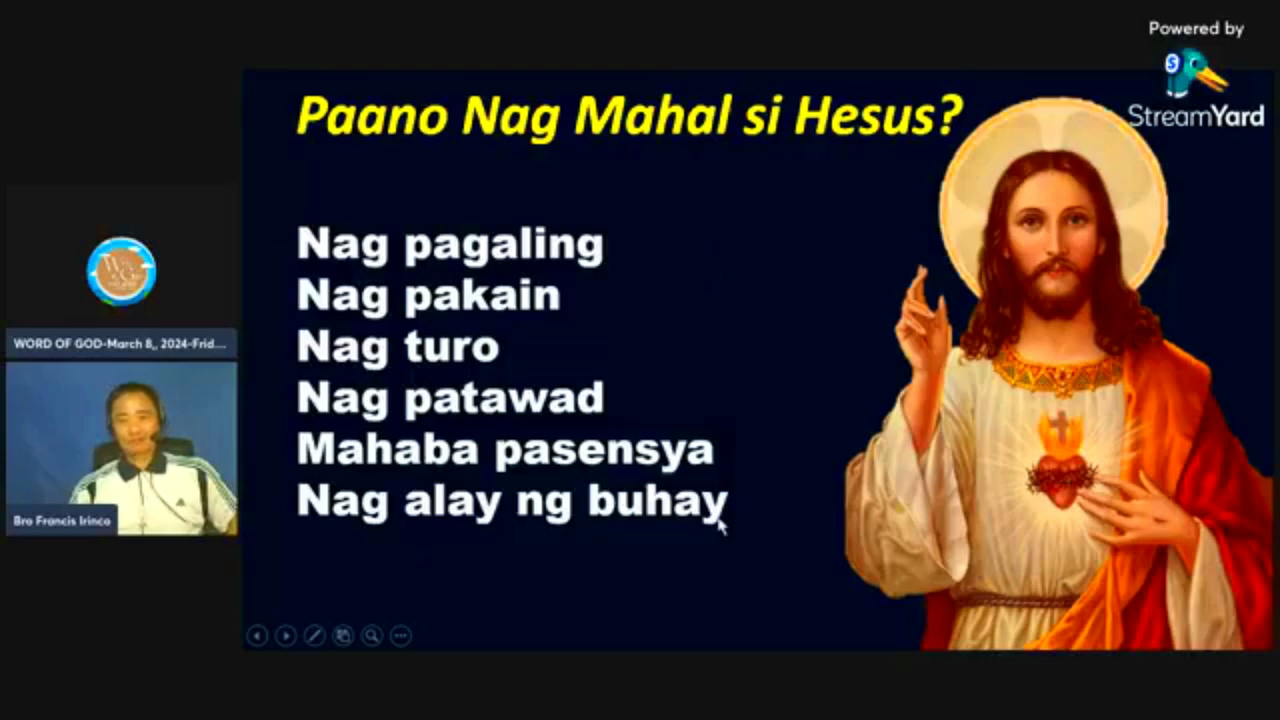 Powered by
StreamYard
Paano Nag Mahal si Hesus?
Nag pagaling
Nag pakain
Nag turo
Nag patawad
Mahaba pasensya
Nag alay ng buhay
WORD OF GOD-March 8,, 2024-Frid...
Bro Francis Irinco